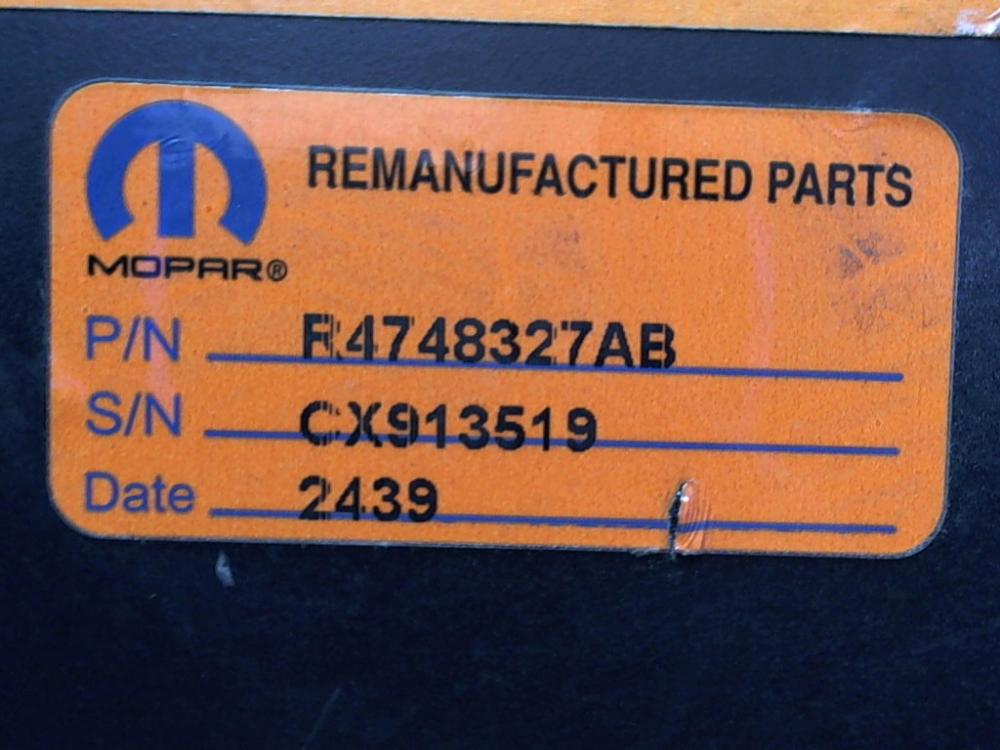 REMANUFACTURED PARTS
MOPAR®
P/N R4748327AB
S/N CX913519
Date 2439